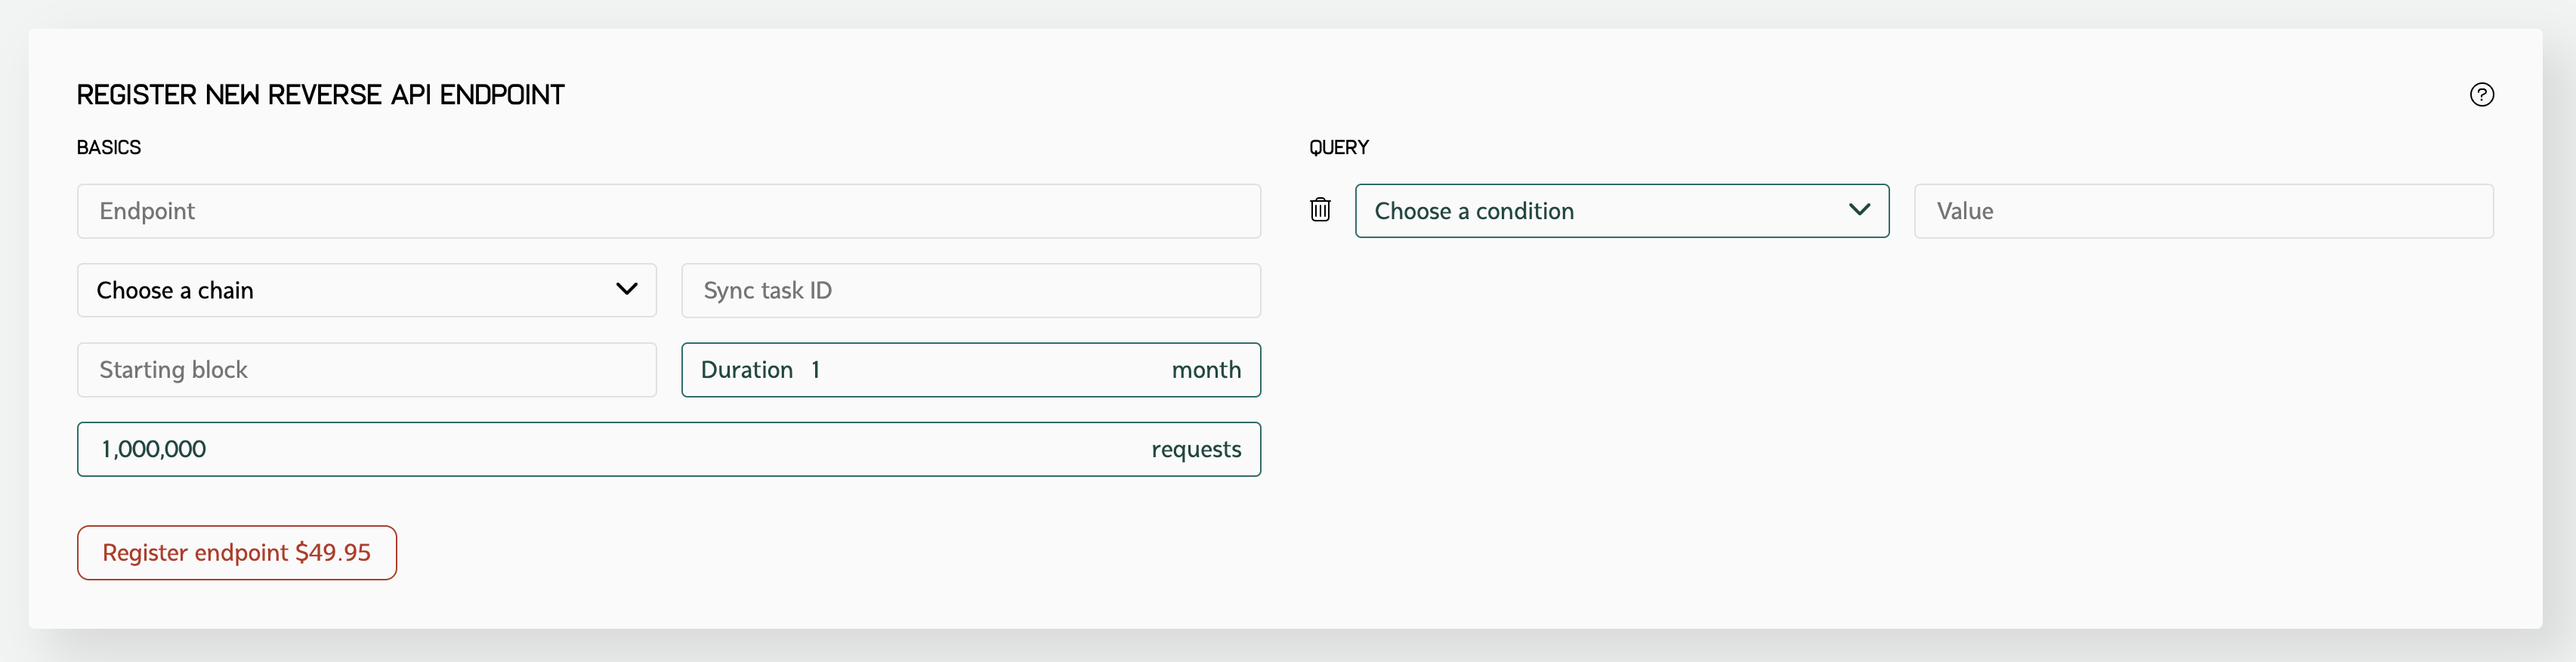 REGISTER NEW REVERSE API ENDPOINT
?
BASICS
Endpoint
Choose a chain
Sync task ID
Starting block
Duration 1 month
1,000,000 requests
Register endpoint $49.95
QUERY
Choose a condition
Value